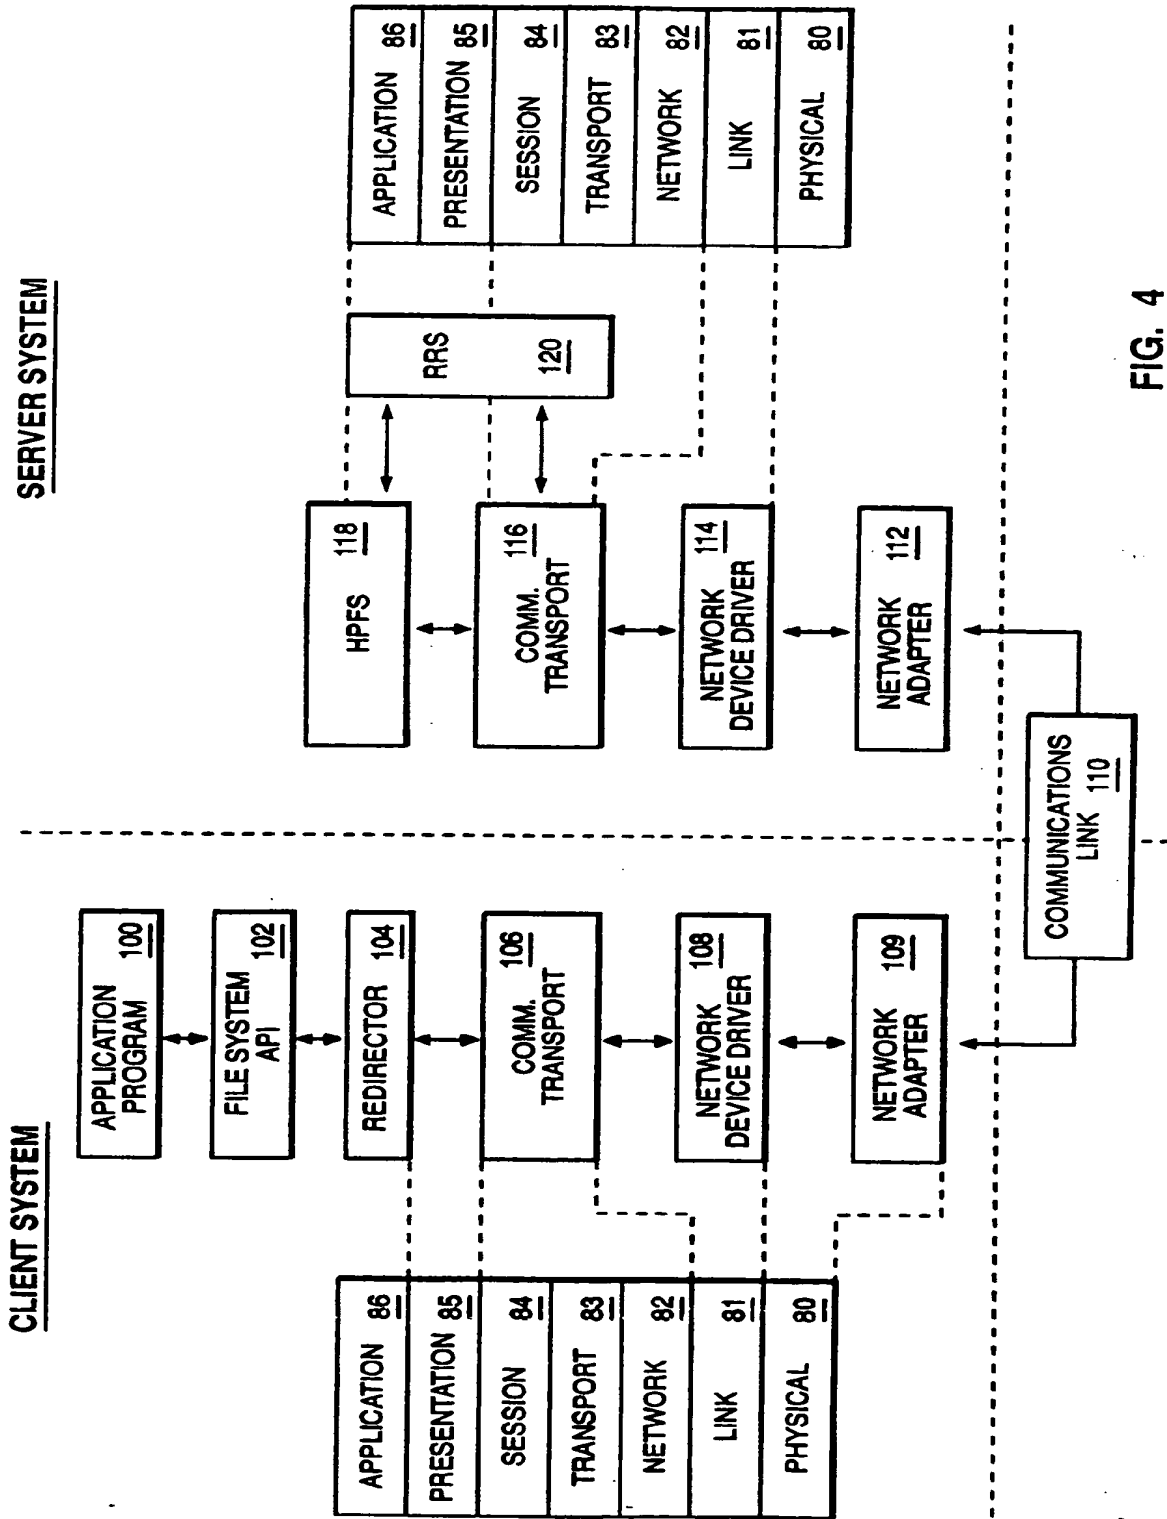 CLIENT SYSTEM
APPLICATION 86
PRESENTATION 85
SESSION 84
TRANSPORT 83
NETWORK 82
LINK 81
PHYSICAL 80
APPLICATION
PROGRAM 100
FILE SYSTEM
API 102
REDIRECTOR 104
COMM.
TRANSPORT 106
NETWORK
DEVICE DRIVER 108
NETWORK
ADAPTER 109
COMMUNICATIONS
LINK 110
SERVER SYSTEM
HPFS 118
COMM.
TRANSPORT 116
NETWORK
DEVICE DRIVER 114
NETWORK
ADAPTER 112
RRS 120
APPLICATION 86
PRESENTATION 85
SESSION 84
TRANSPORT 83
NETWORK 82
LINK 81
PHYSICAL 80
FIG. 4